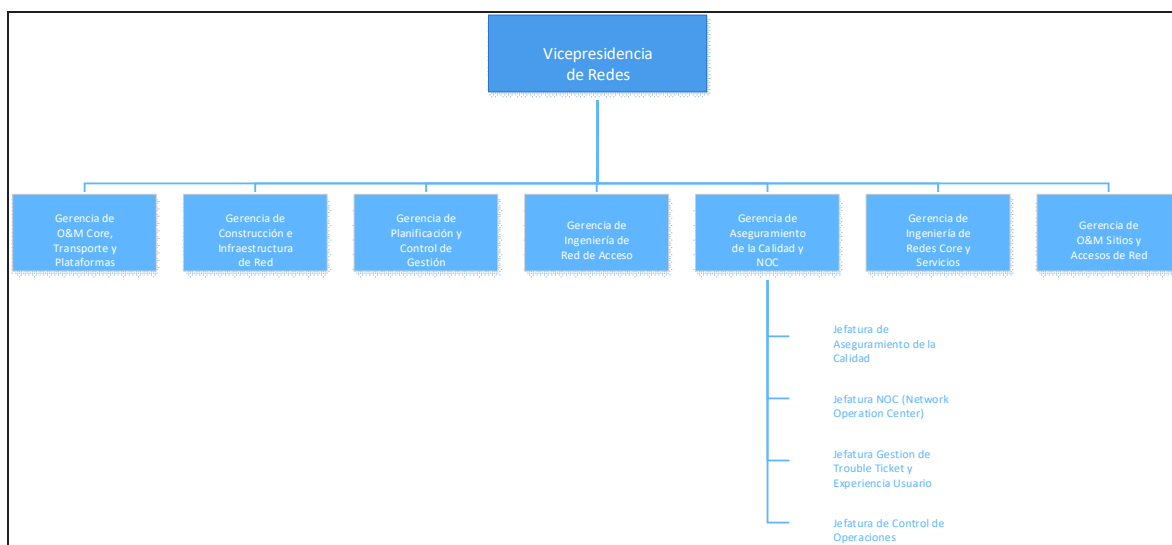 Vicepresidencia
de Redes
Gerencia de
O&M Core,
Transporte y
Plataformas
Gerencia de
Construcción e
Infraestructura
de Red
Gerencia de
Planificación y
Control de
Gestión
Gerencia de
Ingeniería de
Red de Acceso
Gerencia de
Aseguramiento
de la Calidad y
NOC
Gerencia de
Ingeniería de
Redes Core y
Servicios
Gerencia de
O&M Sitios y
Accesos de Red
Jefatura de
Aseguramiento de la
Calidad
Jefatura NOC (Network
Operation Center)
Jefatura Gestion de
Trouble Ticket y
Experiencia Usuario
Jefatura de Control de
Operaciones